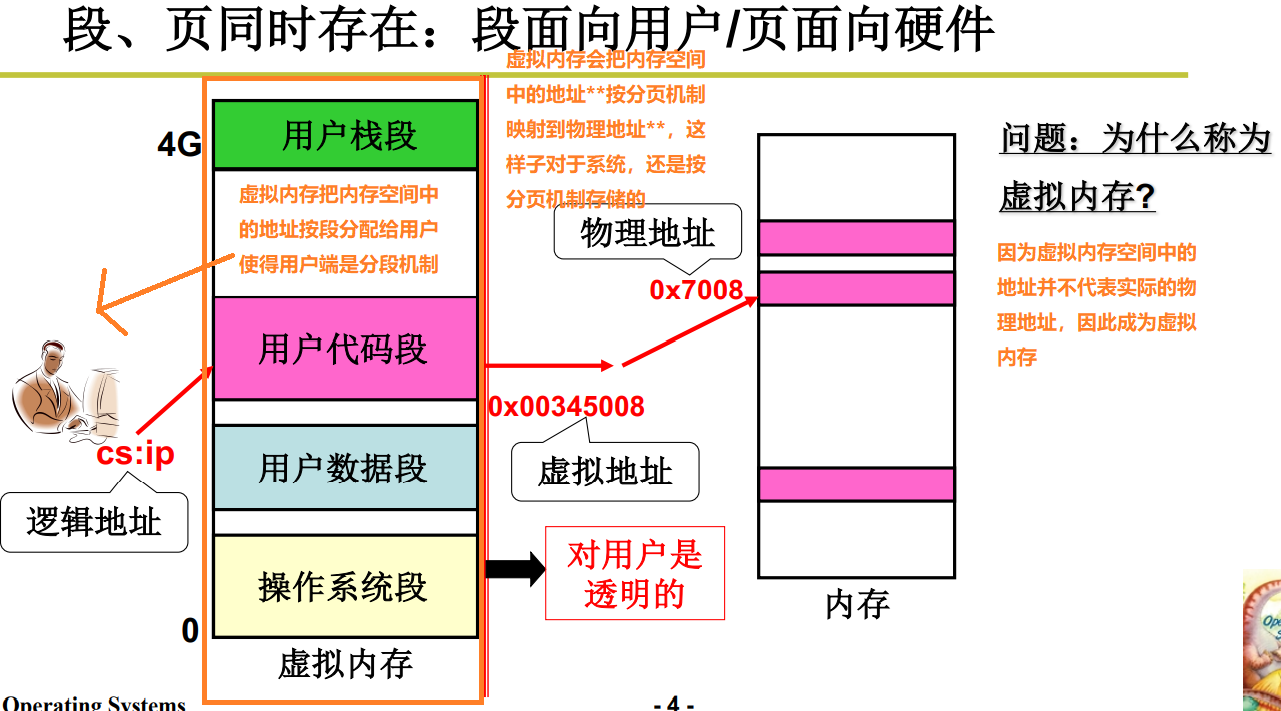 段、页同时存在：段面向用户/页面向硬件
虚拟内存会把内存空间
中的地址**按分页机制
映射到物理地址**，这
样子对于系统，还是按
分页机制存储的
4G
用户栈段
虚拟内存把内存空间中
的地址按段分配给用户
使得用户端是分段机制
用户代码段
用户数据段
操作系统段
0
虚拟内存
cs:ip
逻辑地址
物理地址
0x7008
0x00345008
虚拟地址
对用户是
透明的
内存
问题：为什么称为
虚拟内存?
因为虚拟内存空间中的
地址并不代表实际的物
理地址，因此成为虚拟
内存
Operating Systems
- 4 -